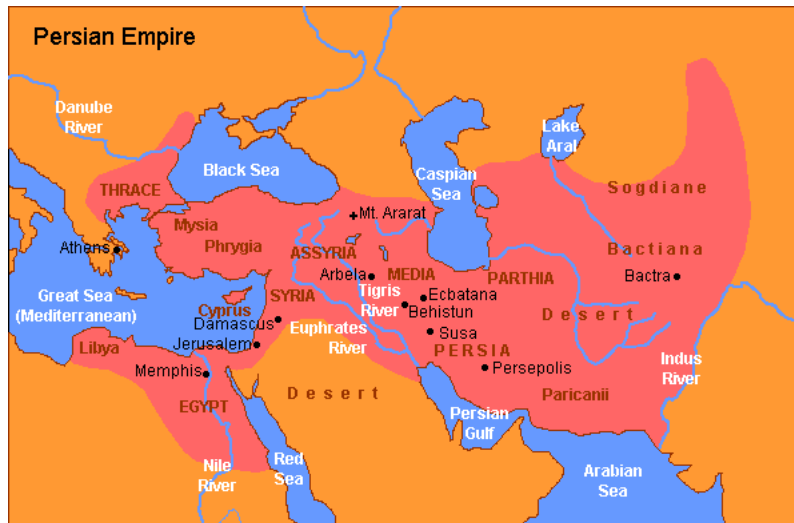 Persian Empire
Danube
River
Black Sea
Caspian
Sea
Lake
Aral
THRACE
Sogdiane
Mt. Ararat
Mysia
Phrygia
Athens
ASSYRIA
Bactiana
Arbela
MEDIA
PARTHIA
Bactra
Great Sea
(Mediterranean)
Cyprus
SYRIA
Tigris
River
Ecbatana
Behistun
Desert
Damascus
Euphrates
River
Susa
Libya
Jerusalem
PERSIA
Indus
River
Memphis
Persepolis
Desert
Paricanii
EGYPT
Persian
Gulf
Nile
River
Red
Sea
Arabian
Sea